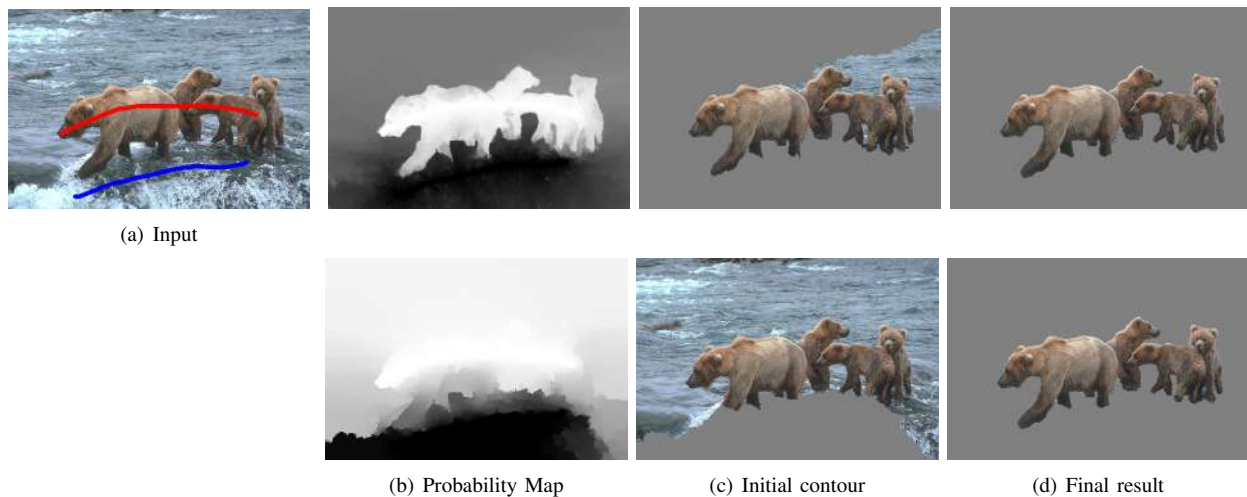 (a) Input
(b) Probability Map
(c) Initial contour
(d) Final result